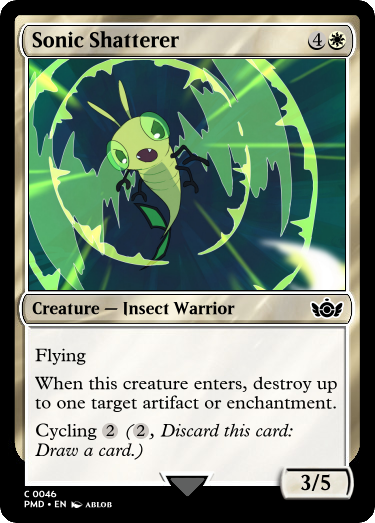 Sonic Shatterer 4
Creature — Insect Warrior
Flying
When this creature enters, destroy up
to one target artifact or enchantment.
Cycling 2 (2, Discard this card:
Draw a card.)
3/5
C 0046
PMD • EN ABLOB